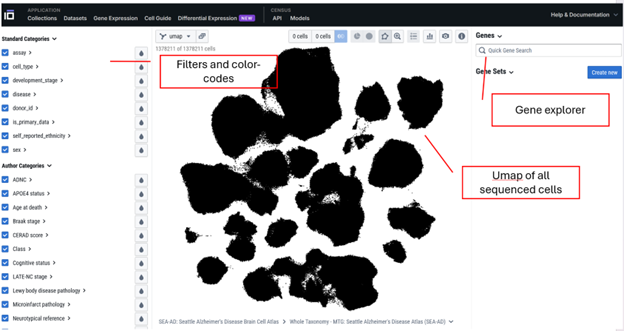 APPLICATION
CENSUS
Collections Datasets Gene Expression Cell Guide Differential Expression NEW API Models
Help & Documentation
Standard Categories
assay
cell_type
development_stage
disease
donor_id
is_primary_data
self_reported_ethnicity
sex
Author Categories
ADNC
APOE4 status
Age at death
Braak stage
CERAD score
Class
Cognitive status
LATE-NC stage
Lewy body disease pathology
Microinfarct pathology
Neurotypical reference
umap
0 cells 0 cells
1378211 of 1378211 cells
Filters and color-
codes
Umap of all
sequenced cells
SEA-AD: Seattle Alzheimer's Disease Brain Cell Atlas > Whole Taxonomy - MTG: Seattle Alzheimer's Disease Atlas (SEA-AD)
Genes
Quick Gene Search
Gene Sets
Create new
Gene explorer